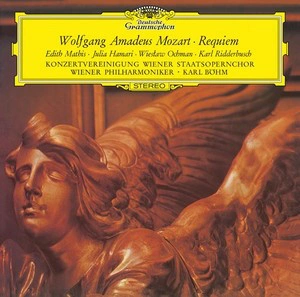 Deutsche
Grammophon
Wolfgang Amadeus Mozart · Requiem
Edith Mathis · Julia Hamari · Wieslaw Ochman · Karl Ridderbusch
KONZERTVEREINIGUNG WIENER STAATSOPERNCHOR
WIENER PHILHARMONIKER · KARL BÖHM
STEREO